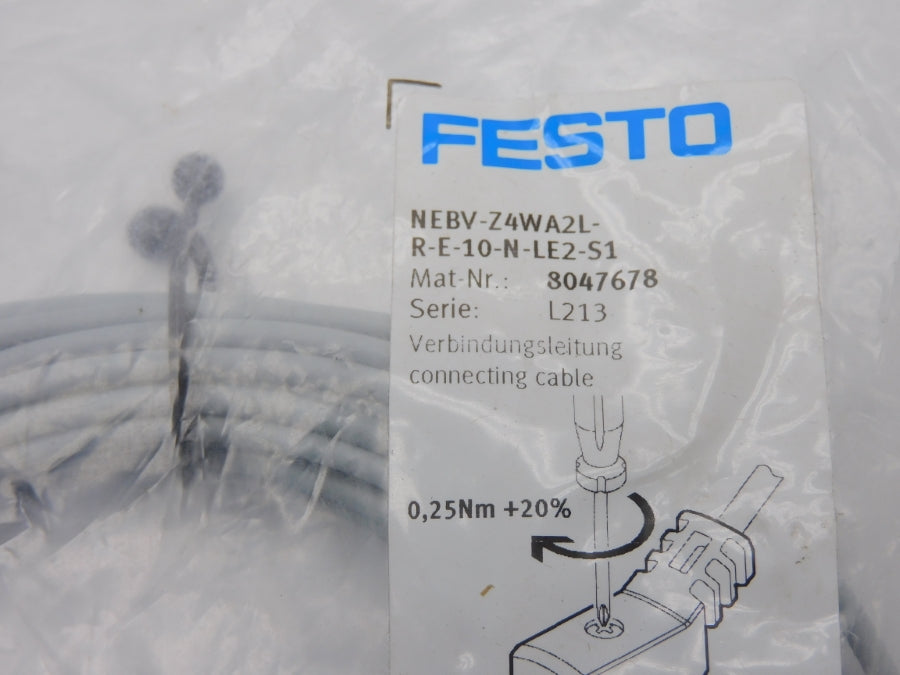 FESTO
NEBV-Z4WA2L-
R-E-10-N-LE2-S1
Mat-Nr.: 8047678
Serie: L213
Verbindungsleitung
connecting cable
0,25Nm +20%